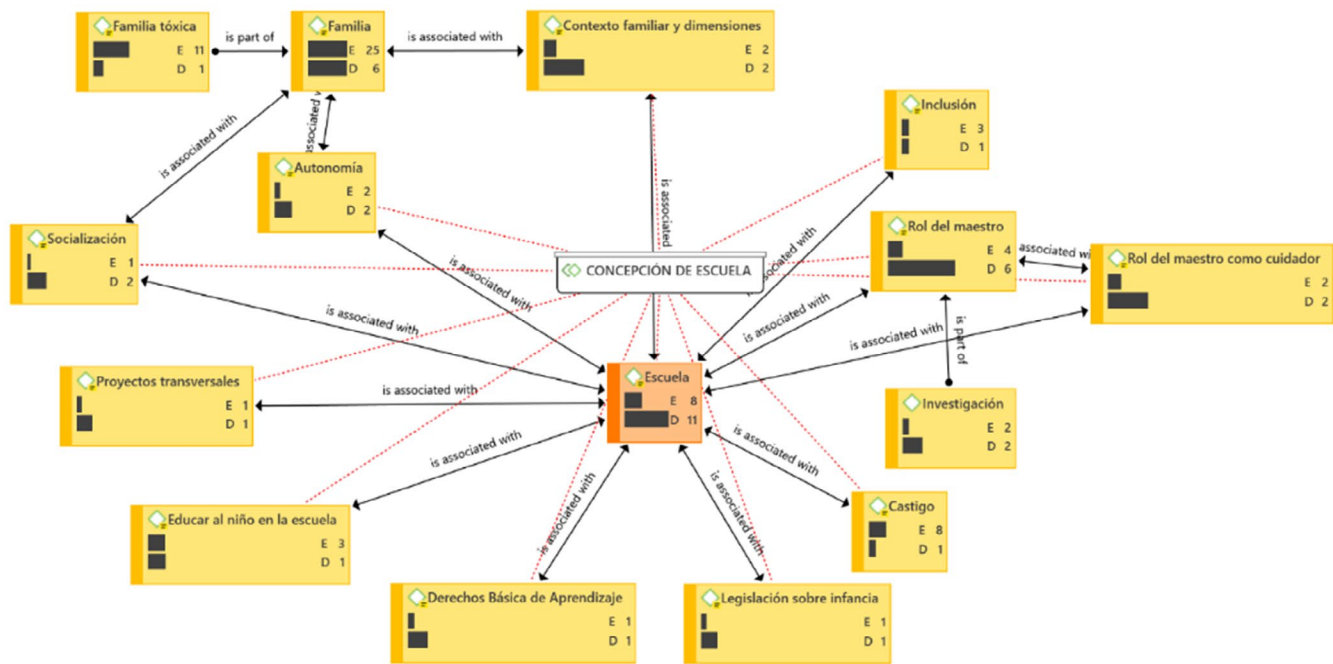 Familia tóxica
E 11
D 1
is part of
Familia
E 25
D 6
is associated with
Contexto familiar y dimensiones
E 2
D 2
is associated with
associated w
Autonomía
E 2
D 2
Inclusión
E 3
D 1
is associated with
is associated
Socialización
E 1
D 2
CONCEPCIÓN DE ESCUELA
Rol del maestro
E 4
D 6
associated wi
Rol del maestro como cuidador
E 2
D 2
is associated with
is associated with
is associated with
is associated with
is part of
Proyectos transversales
E 1
D 1
is associated with
Escuela
E 8
D 11
Investigación
E 2
D 2
is associated with
is associated with
Educar al niño en la escuela
E 3
D 1
is associated with
is associated with
Castigo
E 8
D 1
Derechos Básica de Aprendizaje
E 1
D 1
Legislación sobre infancia
E 1
D 1